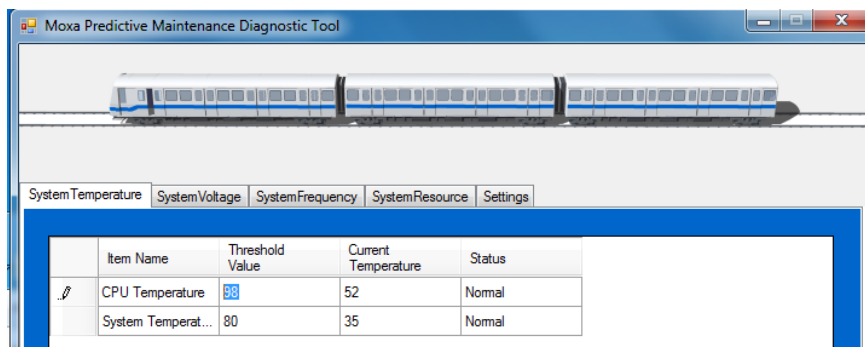 Moxa Predictive Maintenance Diagnostic Tool
SystemTemperature SystemVoltage SystemFrequency SystemResource Settings
Item Name Threshold Value Current Temperature Status
CPU Temperature 98 52 Normal
System Temperat... 80 35 Normal